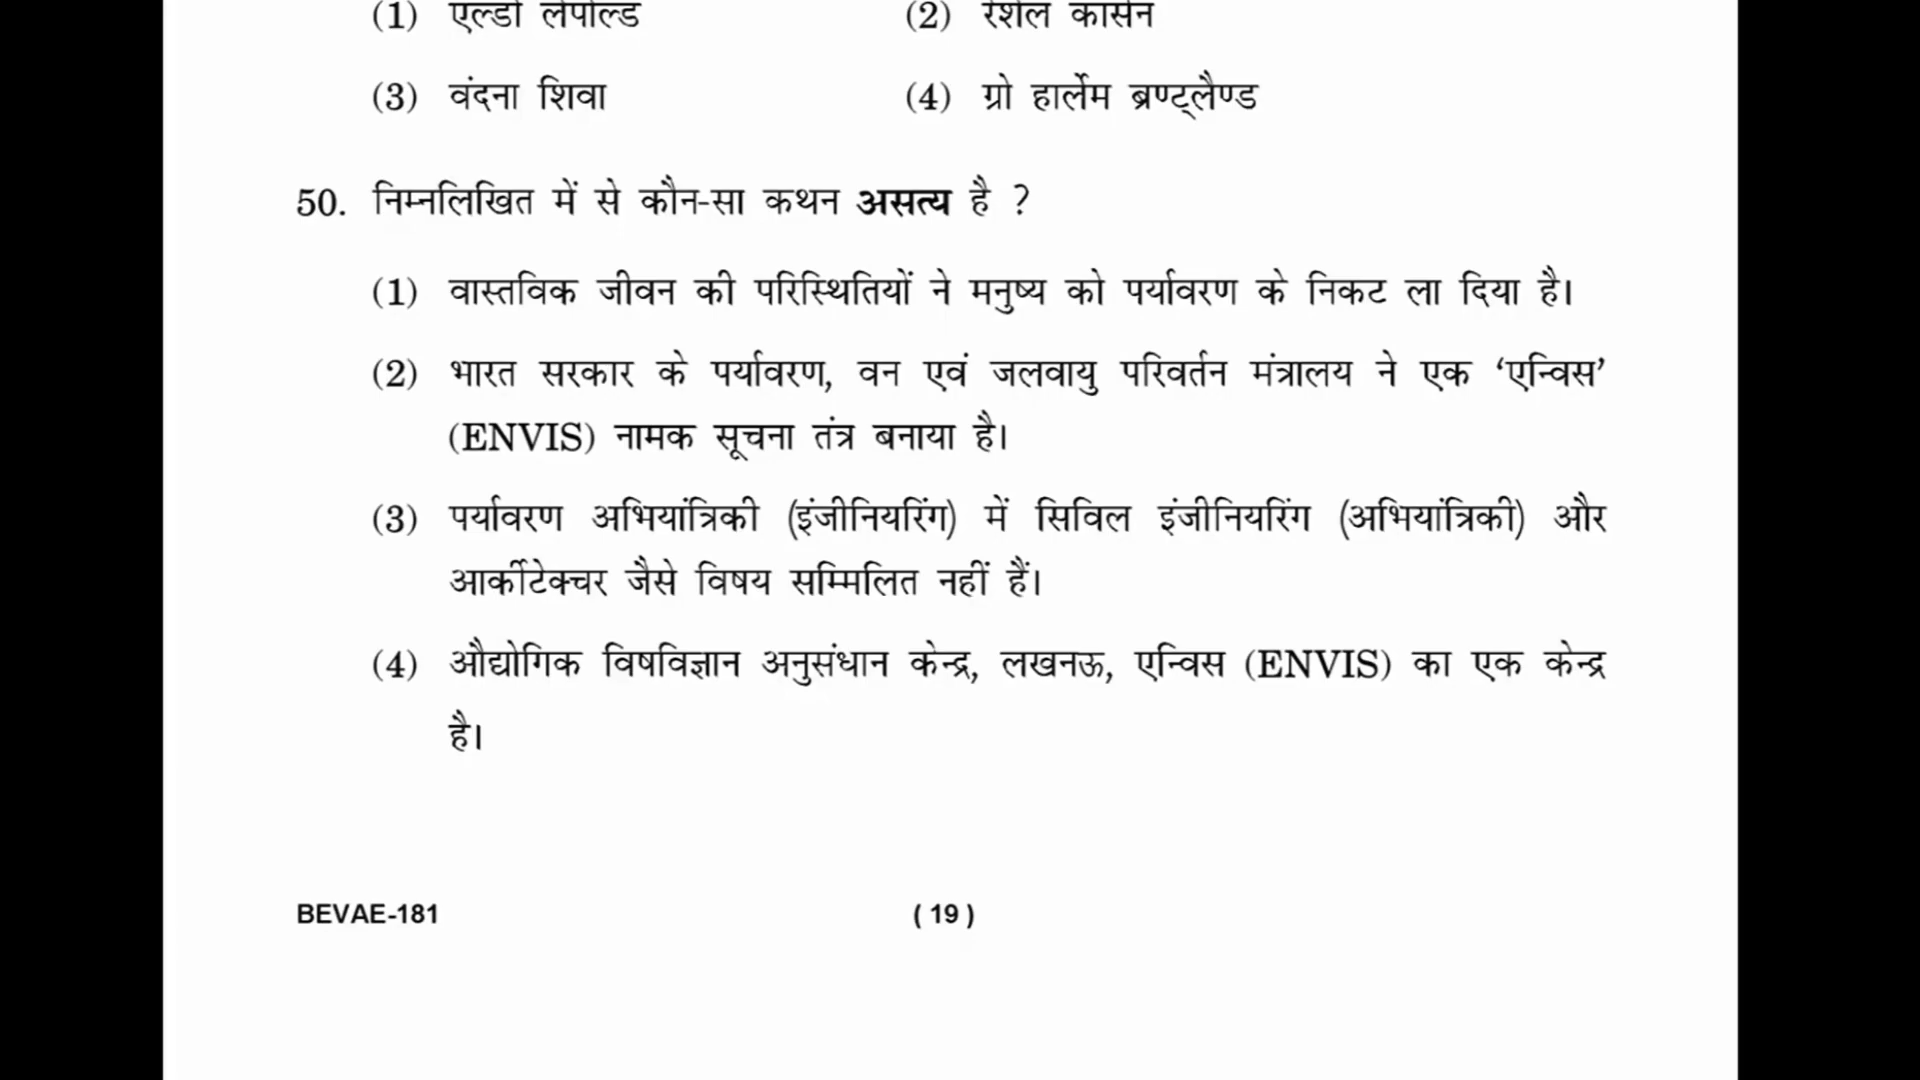 (1) एल्डो लेपोल्ड (2) रेशेल कार्सन
(3) वंदना शिवा (4) ग्रो हार्लेम ब्रण्ट्लैण्ड
50. निम्नलिखित में से कौन-सा कथन असत्य है ?
(1) वास्तविक जीवन की परिस्थितियों ने मनुष्य को पर्यावरण के निकट ला दिया है।
(2) भारत सरकार के पर्यावरण, वन एवं जलवायु परिवर्तन मंत्रालय ने एक ‘एन्विस’
(ENVIS) नामक सूचना तंत्र बनाया है।
(3) पर्यावरण अभियांत्रिकी (इंजीनियरिंग) में सिविल इंजीनियरिंग (अभियांत्रिकी) और
आर्कीटेक्चर जैसे विषय सम्मिलित नहीं हैं।
(4) औद्योगिक विषविज्ञान अनुसंधान केन्द्र, लखनऊ, एन्विस (ENVIS) का एक केन्द्र
है।
BEVAE-181 ( 19 )